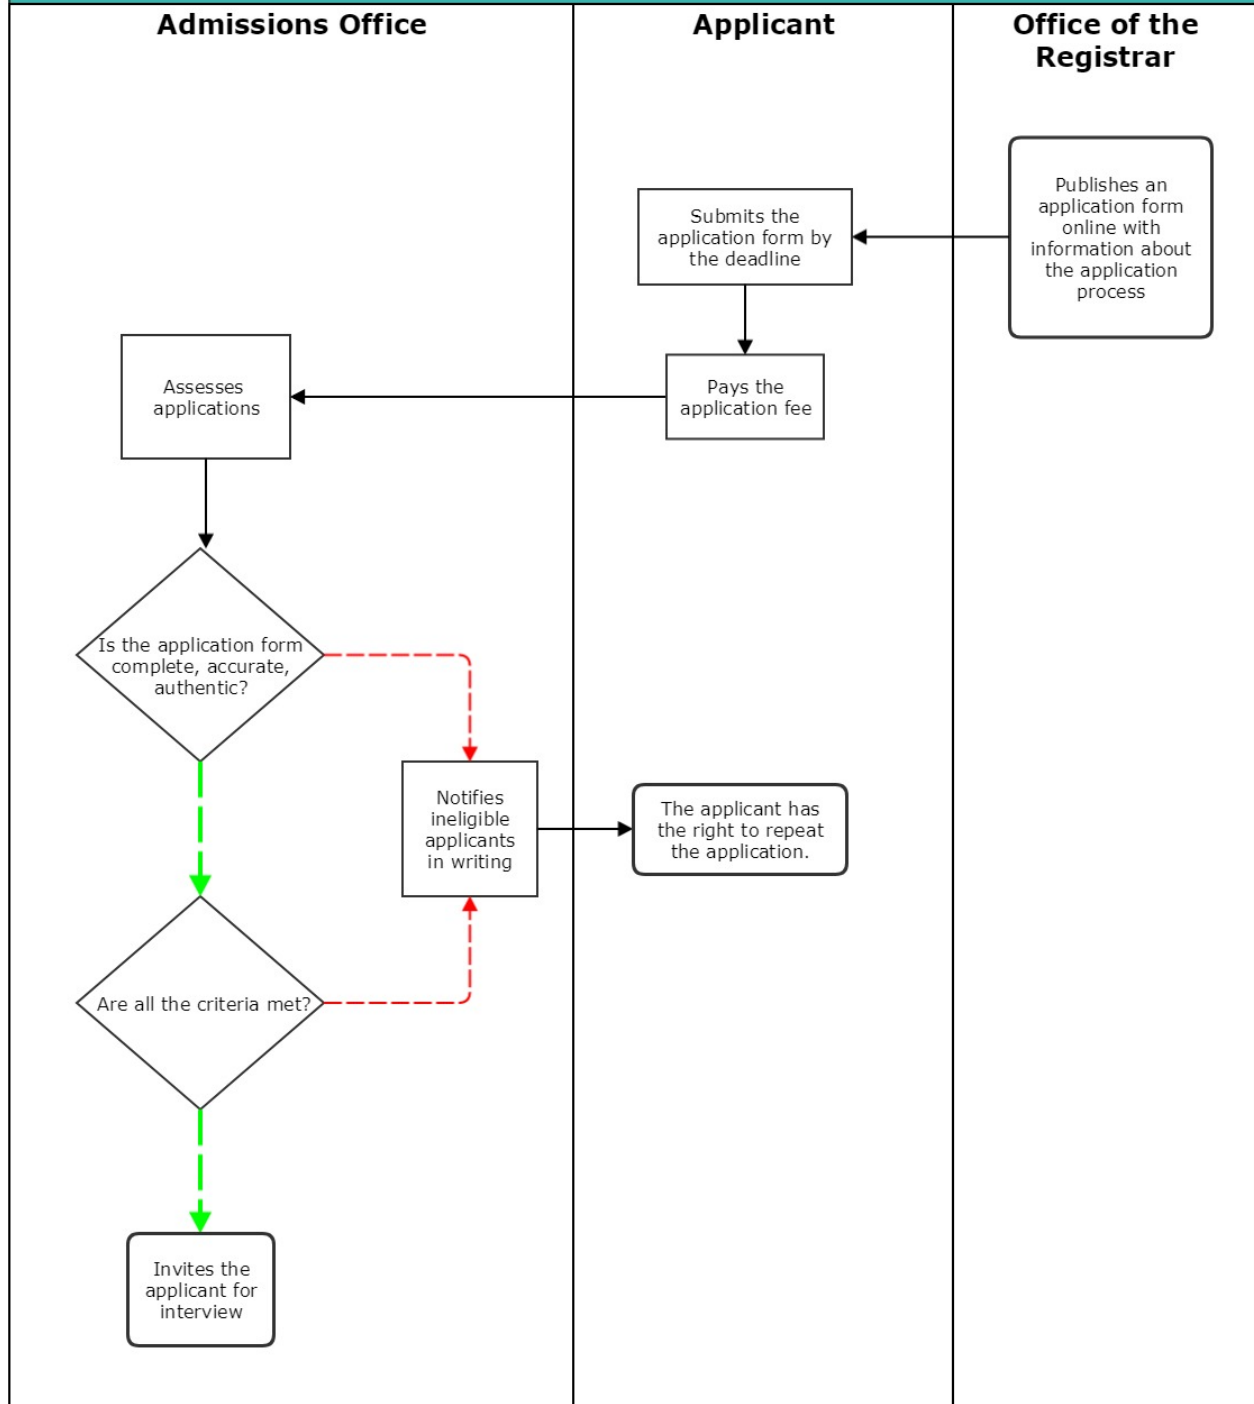 Admissions Office
Applicant
Office of the
Registrar
Publishes an
application form
online with
information about
the application
process
Submits the
application form by
the deadline
Pays the
application fee
Assesses
applications
Is the application form
complete, accurate,
authentic?
Notifies
ineligible
applicants
in writing
The applicant has
the right to repeat
the application.
Are all the criteria met?
Invites the
applicant for
interview